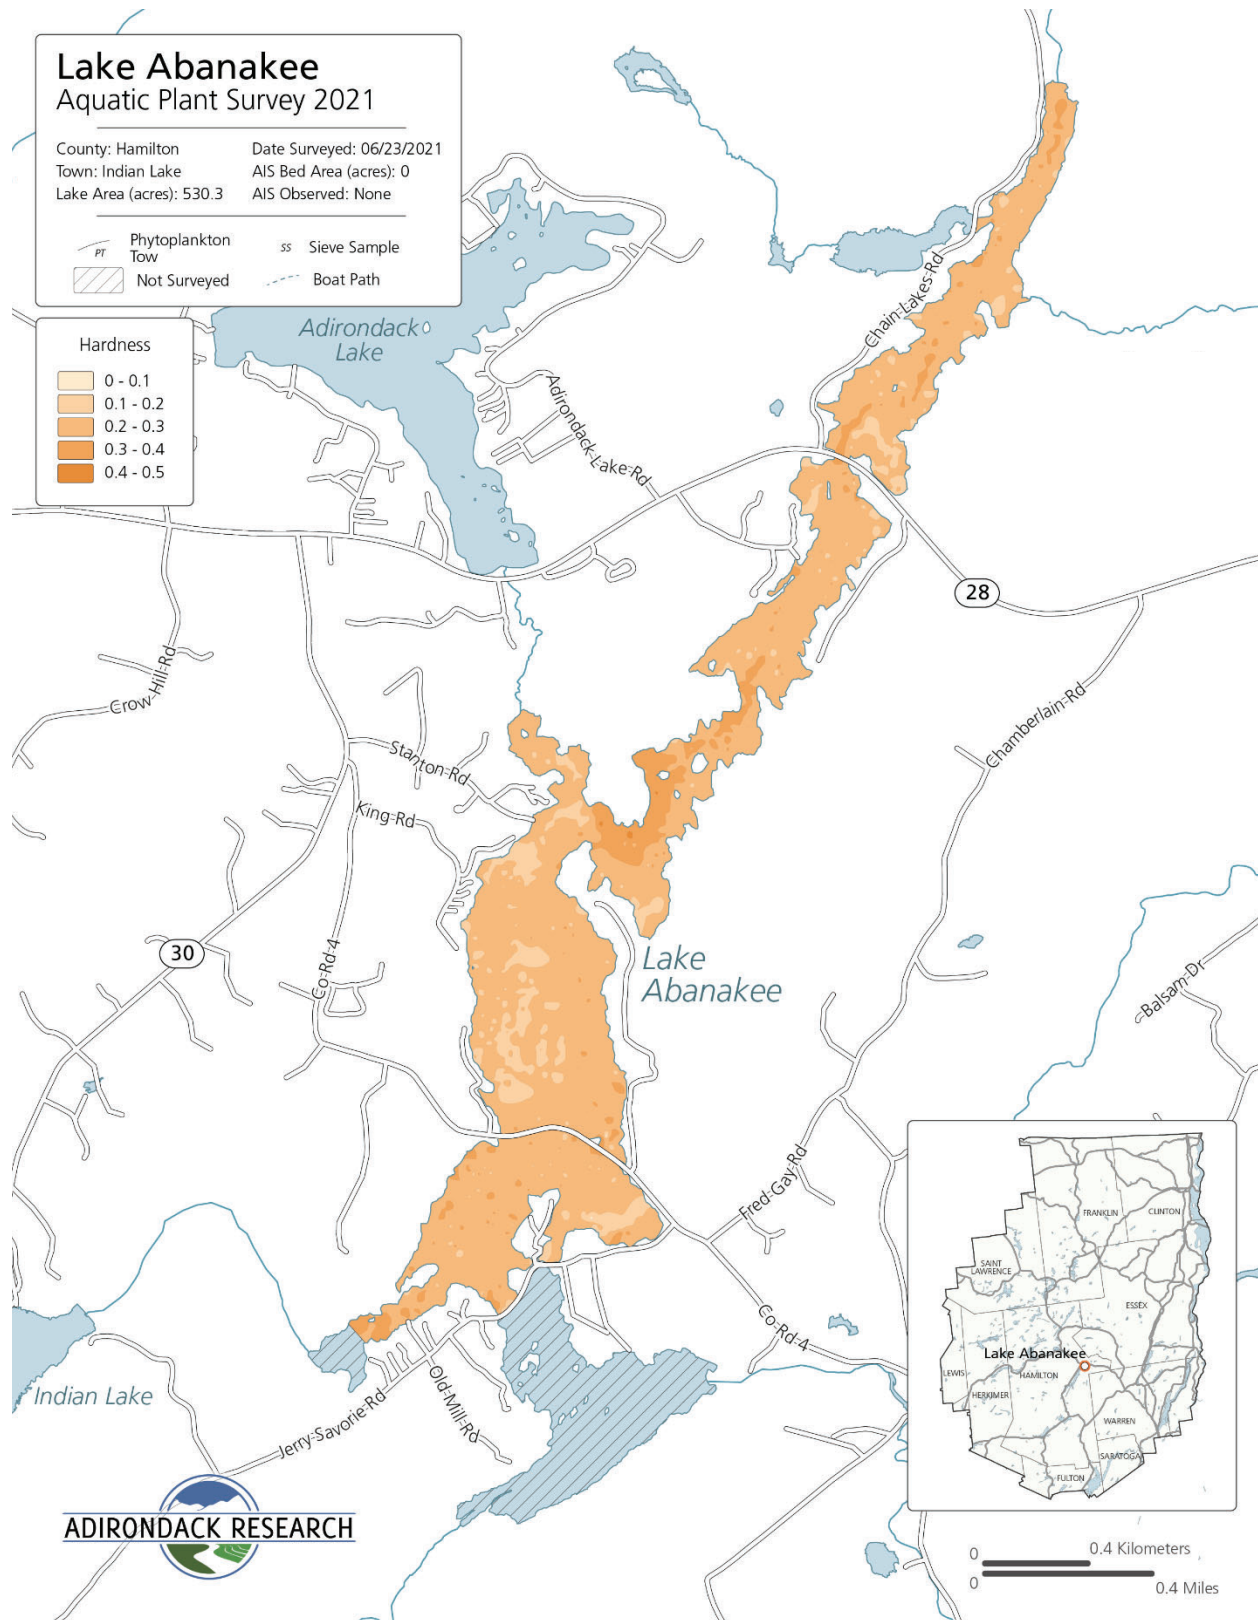 Lake Abanakee
Aquatic Plant Survey 2021
County: Hamilton
Date Surveyed: 06/23/2021
Town: Indian Lake
AIS Bed Area (acres): 0
Lake Area (acres): 530.3
AIS Observed: None
PT
Phytoplankton
Tow
SS
Sieve Sample
Not Surveyed
Boat Path
Hardness
0 - 0.1
0.1 - 0.2
0.2 - 0.3
0.3 - 0.4
0.4 - 0.5
Adirondack
Lake
Chain-Lakes-Rd
Adirondack-Lake-Rd
28
Crow-Hill-Rd
Stanton-Rd
King-Rd
Chamberlain-Rd
30
Co-Rd-4
Lake
Abanakee
Balsam-Dr
Fred-Gay-Rd
Co-Rd-4
Indian Lake
Jerry-Savorie-Rd
Old-Mill-Rd
FRANKLIN
CLINTON
SAINT
LAWRENCE
ESSEX
Lake Abanakee
LEWIS
HAMILTON
HERKIMER
WARREN
SARATOGA
FULTON
ADIRONDACK RESEARCH
0
0.4 Kilometers
0
0.4 Miles